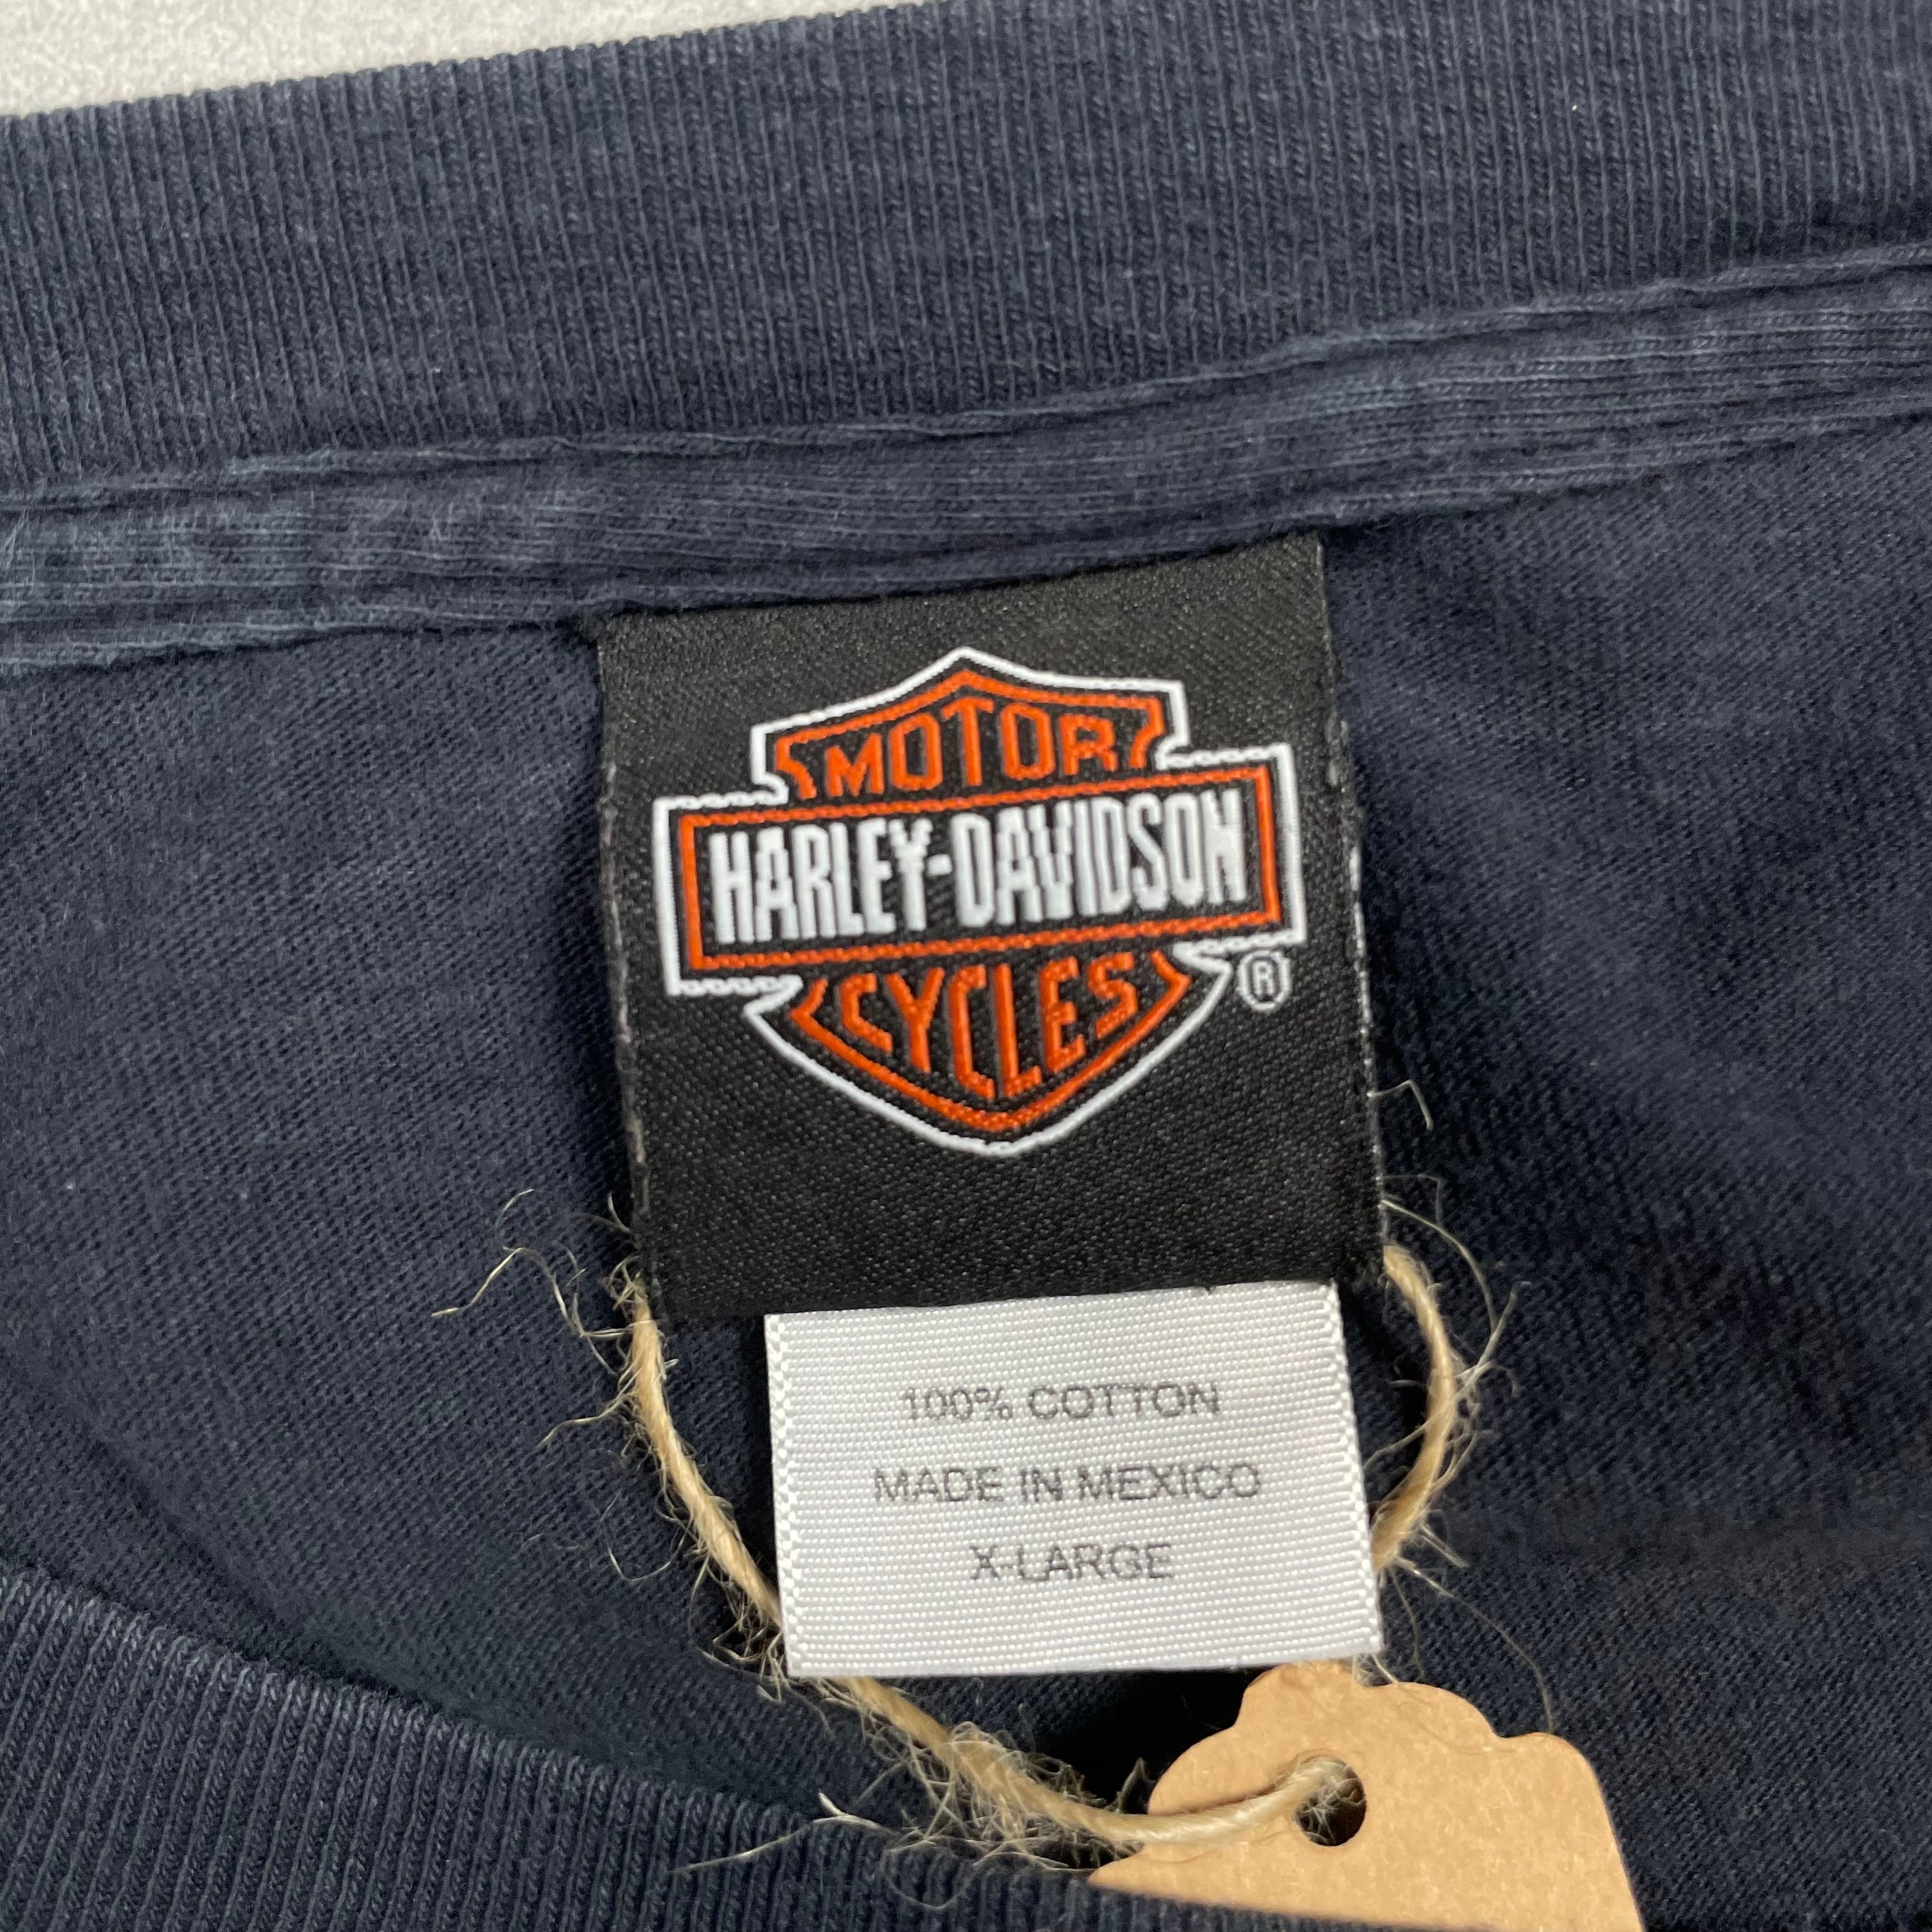 MOTOR
HARLEY-DAVIDSON
CYCLES
®
100% COTTON
MADE IN MEXICO
X-LARGE